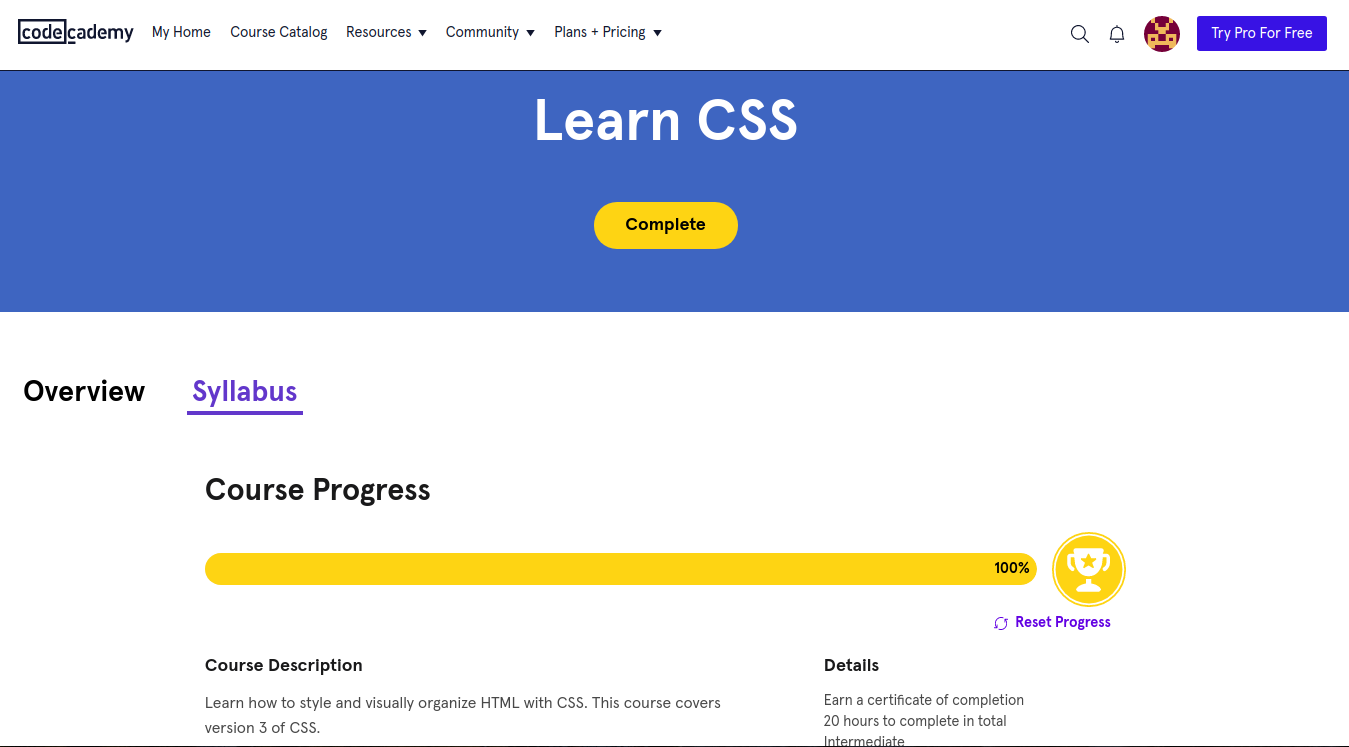 codecademy My Home Course Catalog Resources Community Plans + Pricing Try Pro For Free
Learn CSS
Complete
Overview Syllabus
Course Progress
100%
Reset Progress
Course Description
Learn how to style and visually organize HTML with CSS. This course covers
version 3 of CSS.
Details
Earn a certificate of completion
20 hours to complete in total
Intermediate